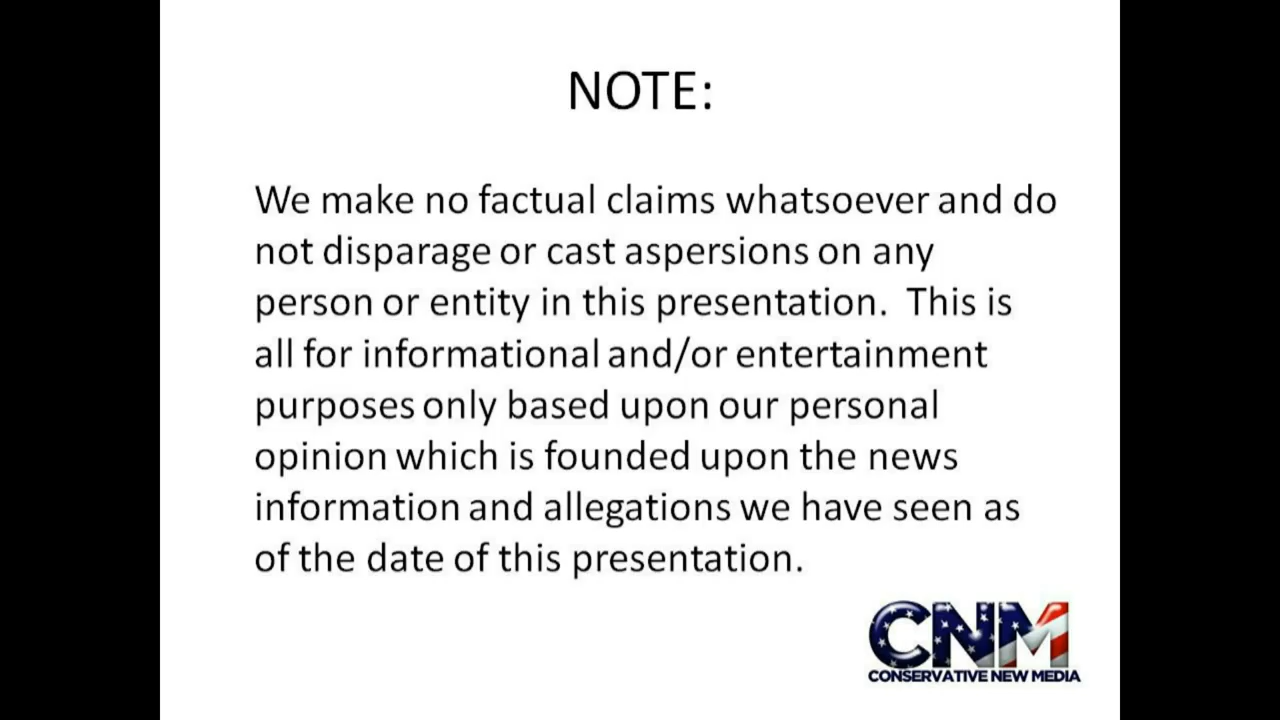 NOTE:
We make no factual claims whatsoever and do
not disparage or cast aspersions on any
person or entity in this presentation.  This is
all for informational and/or entertainment
purposes only based upon our personal
opinion which is founded upon the news
information and allegations we have seen as
of the date of this presentation.
CNM
CONSERVATIVE NEW MEDIA